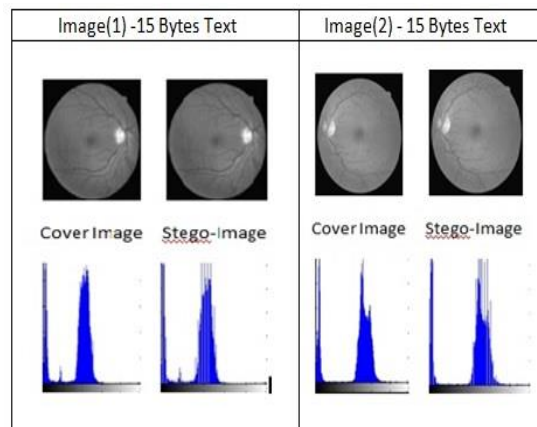 Image(1) -15 Bytes Text
Image(2) - 15 Bytes Text
Cover Image
Stego-Image
Cover Image
Stego-Image